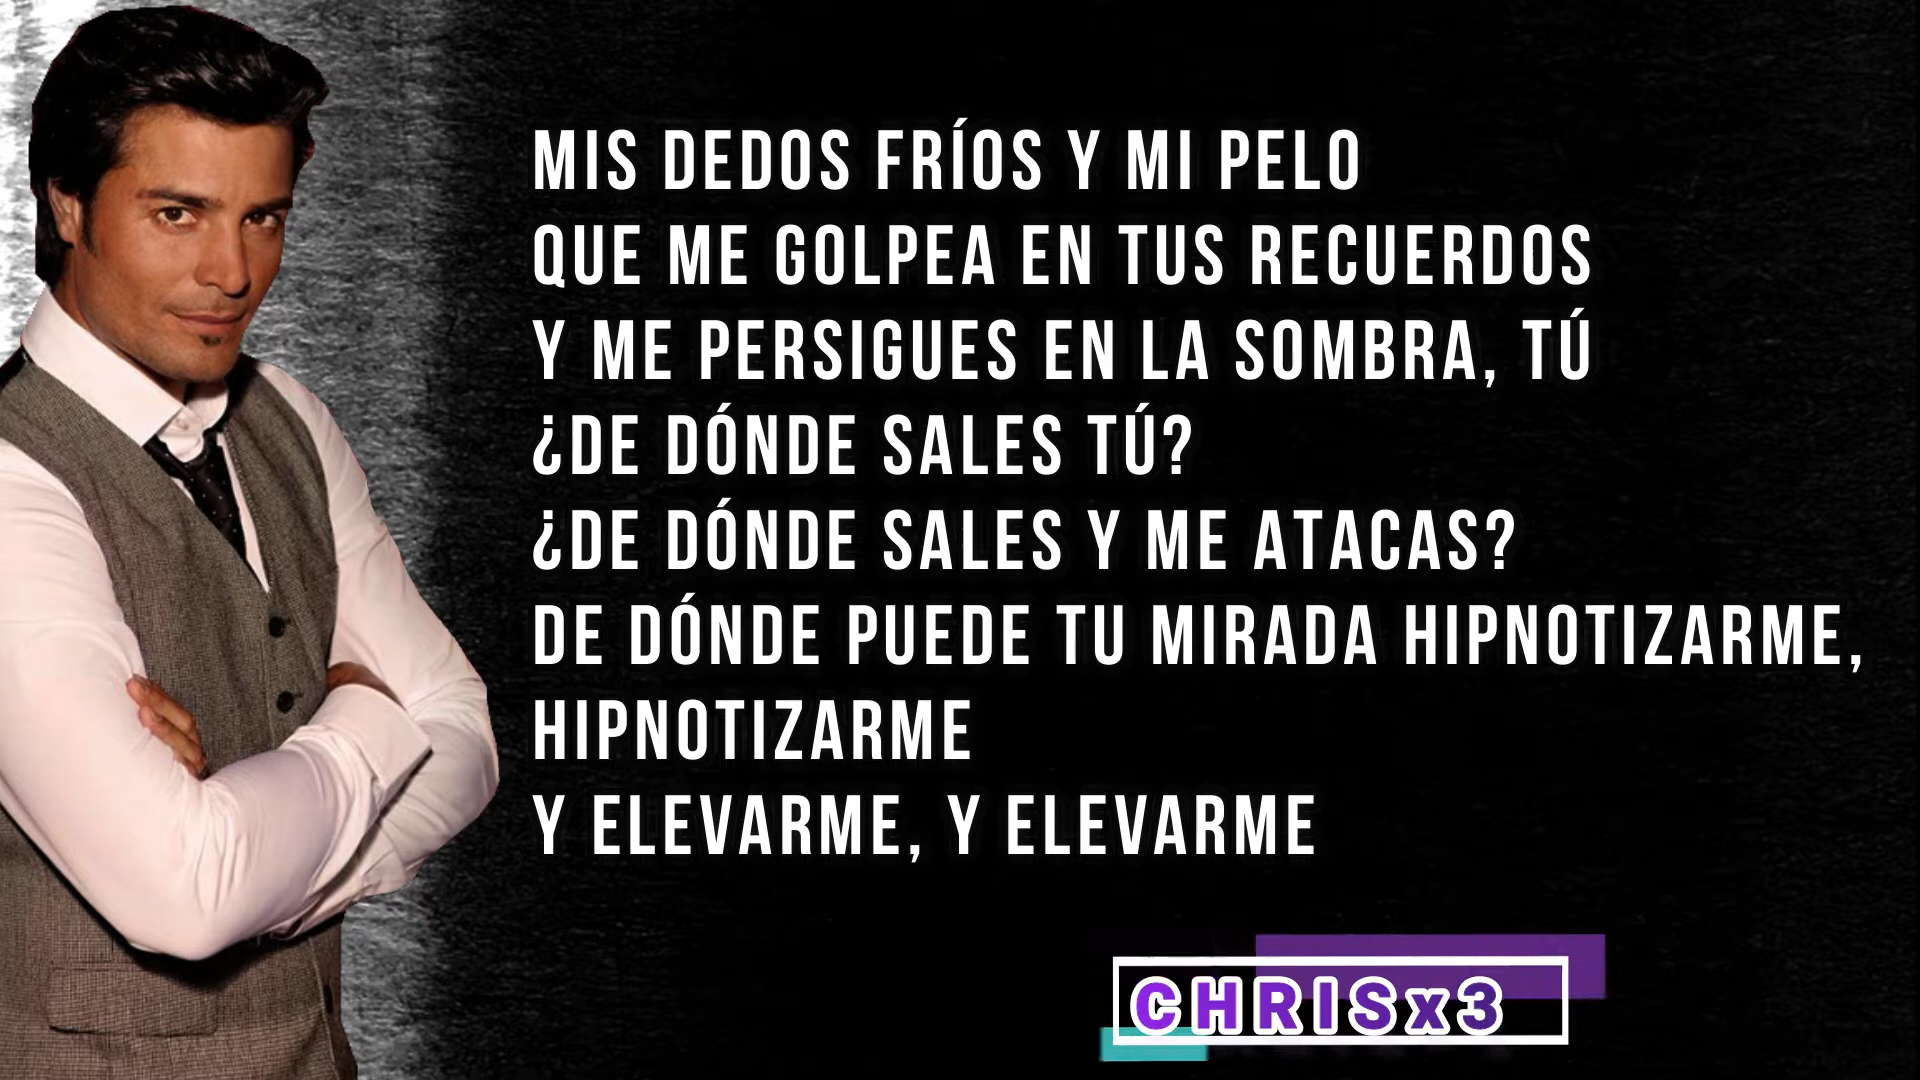 MIS DEDOS FRÍOS Y MI PELO
QUE ME GOLPEA EN TUS RECUERDOS
Y ME PERSIGUES EN LA SOMBRA, TÚ
¿DE DÓNDE SALES TÚ?
¿DE DÓNDE SALES Y ME ATACAS?
DE DÓNDE PUEDE TU MIRADA HIPNOTIZARME,
HIPNOTIZARME
Y ELEVARME, Y ELEVARME
CHRISx3